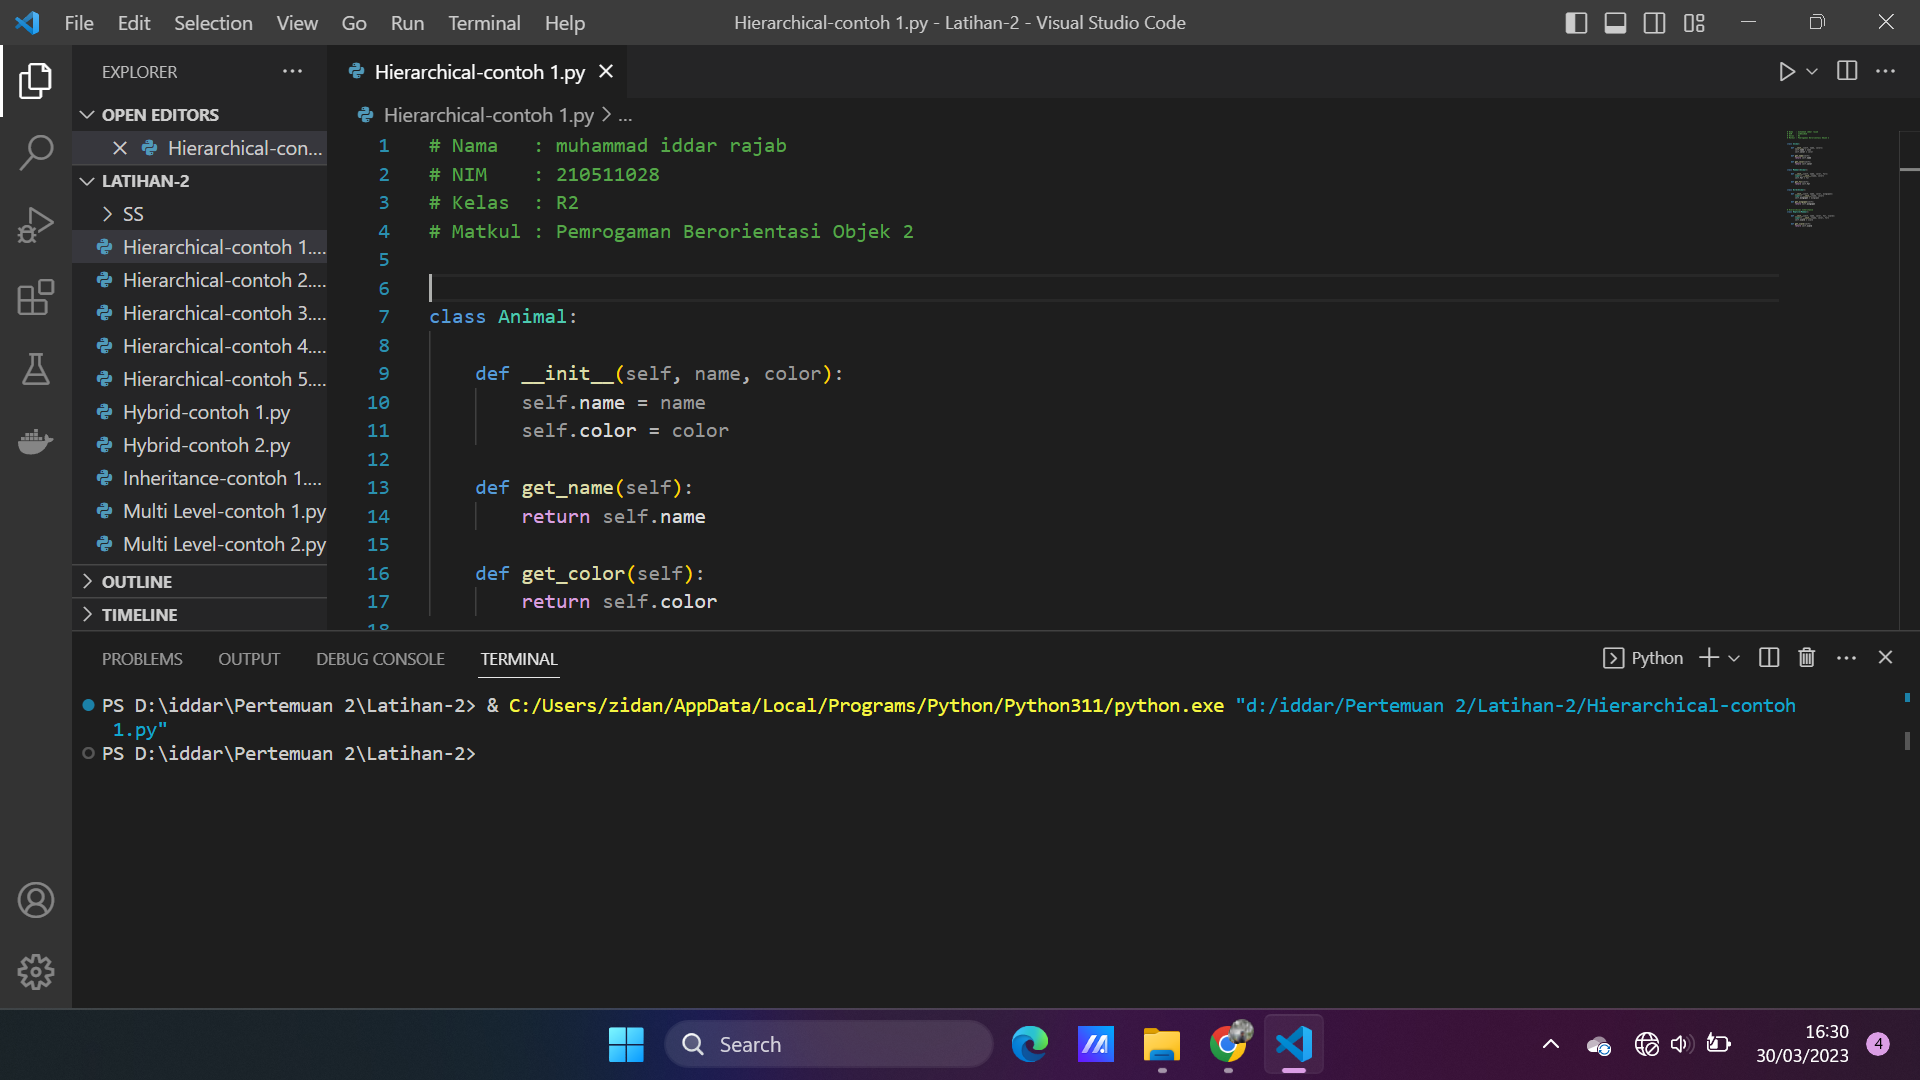 File Edit Selection View Go Run Terminal Help
Hierarchical-contoh 1.py - Latihan-2 - Visual Studio Code
EXPLORER
OPEN EDITORS
Hierarchical-con...
LATIHAN-2
SS
Hierarchical-contoh 1....
Hierarchical-contoh 2....
Hierarchical-contoh 3....
Hierarchical-contoh 4....
Hierarchical-contoh 5....
Hybrid-contoh 1.py
Hybrid-contoh 2.py
Inheritance-contoh 1....
Multi Level-contoh 1.py
Multi Level-contoh 2.py
OUTLINE
TIMELINE
Hierarchical-contoh 1.py
Hierarchical-contoh 1.py > ...
1 # Nama   : muhammad iddar rajab
2 # NIM    : 210511028
3 # Kelas  : R2
4 # Matkul : Pemrogaman Berorientasi Objek 2
5
6
7 class Animal:
8
9     def __init__(self, name, color):
10         self.name = name
11         self.color = color
12
13     def get_name(self):
14         return self.name
15
16     def get_color(self):
17         return self.color
18
PROBLEMS OUTPUT DEBUG CONSOLE TERMINAL
Python
PS D:\iddar\Pertemuan 2\Latihan-2> & C:/Users/zidan/AppData/Local/Programs/Python/Python311/python.exe "d:/iddar/Pertemuan 2/Latihan-2/Hierarchical-contoh
1.py"
PS D:\iddar\Pertemuan 2\Latihan-2>
Search
16:30
30/03/2023
4